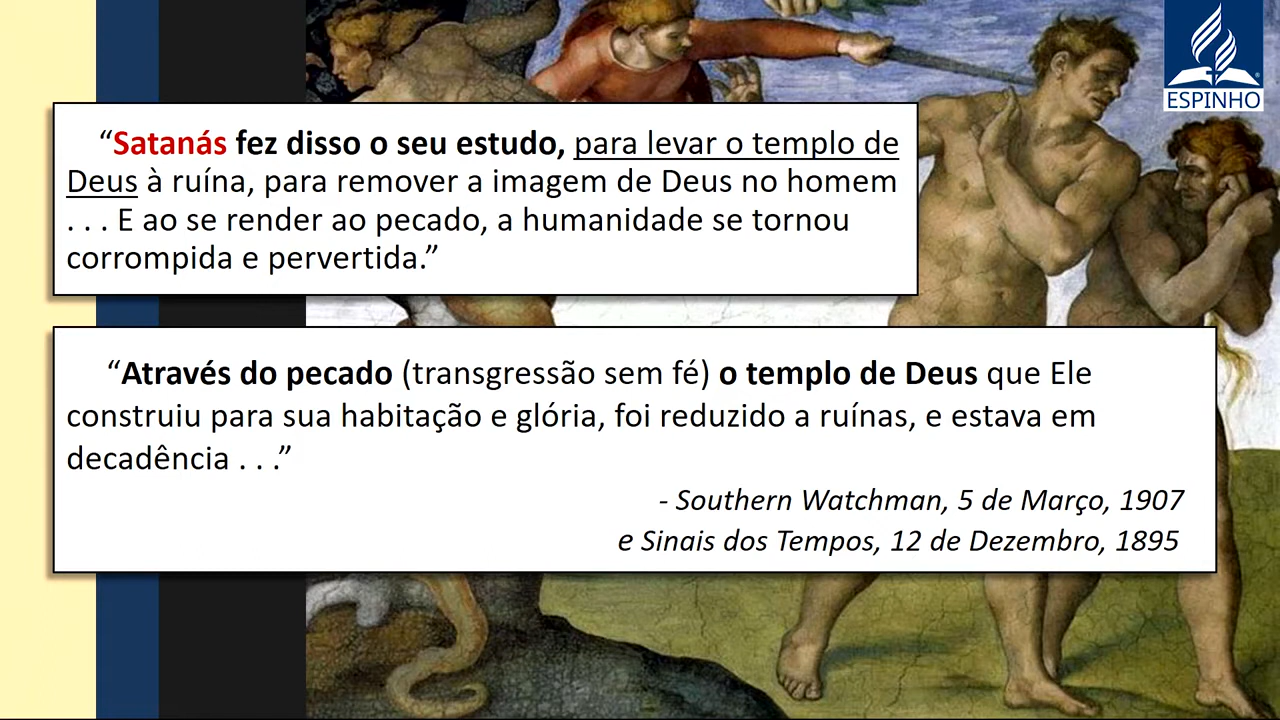 ESPINHO
“Satanás fez disso o seu estudo, para levar o templo de
Deus à ruína, para remover a imagem de Deus no homem
. . . E ao se render ao pecado, a humanidade se tornou
corrompida e pervertida.”
“Através do pecado (transgressão sem fé) o templo de Deus que Ele
construiu para sua habitação e glória, foi reduzido a ruínas, e estava em
decadência . . .”
- Southern Watchman, 5 de Março, 1907
e Sinais dos Tempos, 12 de Dezembro, 1895